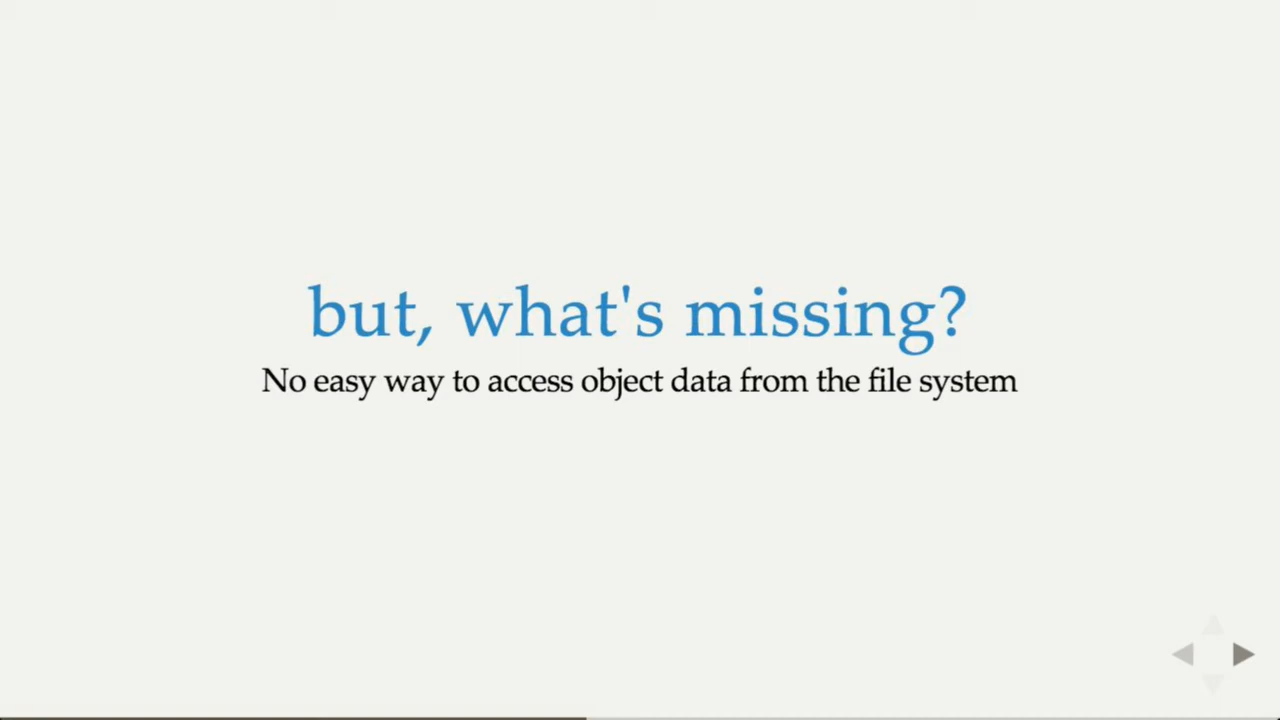 but, what's missing?
No easy way to access object data from the file system